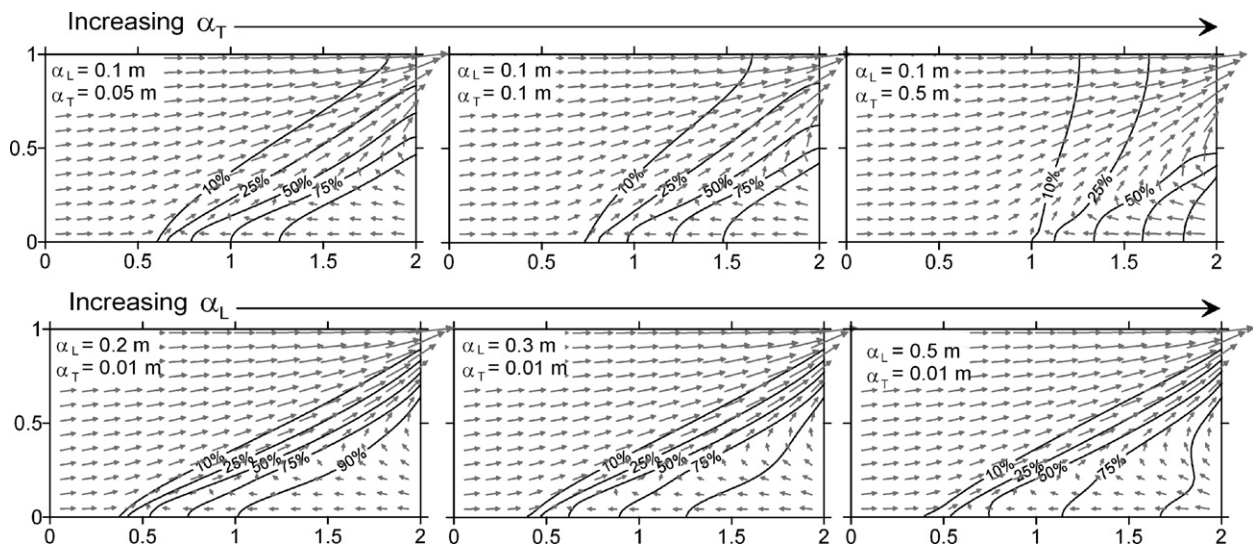 Increasing α_T
α_L = 0.1 m
α_T = 0.05 m
α_L = 0.1 m
α_T = 0.1 m
α_L = 0.1 m
α_T = 0.5 m
1
0.5
0
10% 25% 50% 75%
10% 25% 50% 75%
10% 25% 50%
0 0.5 1 1.5 2
0 0.5 1 1.5 2
0 0.5 1 1.5 2
Increasing α_L
α_L = 0.2 m
α_T = 0.01 m
α_L = 0.3 m
α_T = 0.01 m
α_L = 0.5 m
α_T = 0.01 m
1
0.5
0
10% 25% 50% 75% 90%
10% 25% 50% 75%
10% 25% 50% 75%
0 0.5 1 1.5 2
0 0.5 1 1.5 2
0 0.5 1 1.5 2